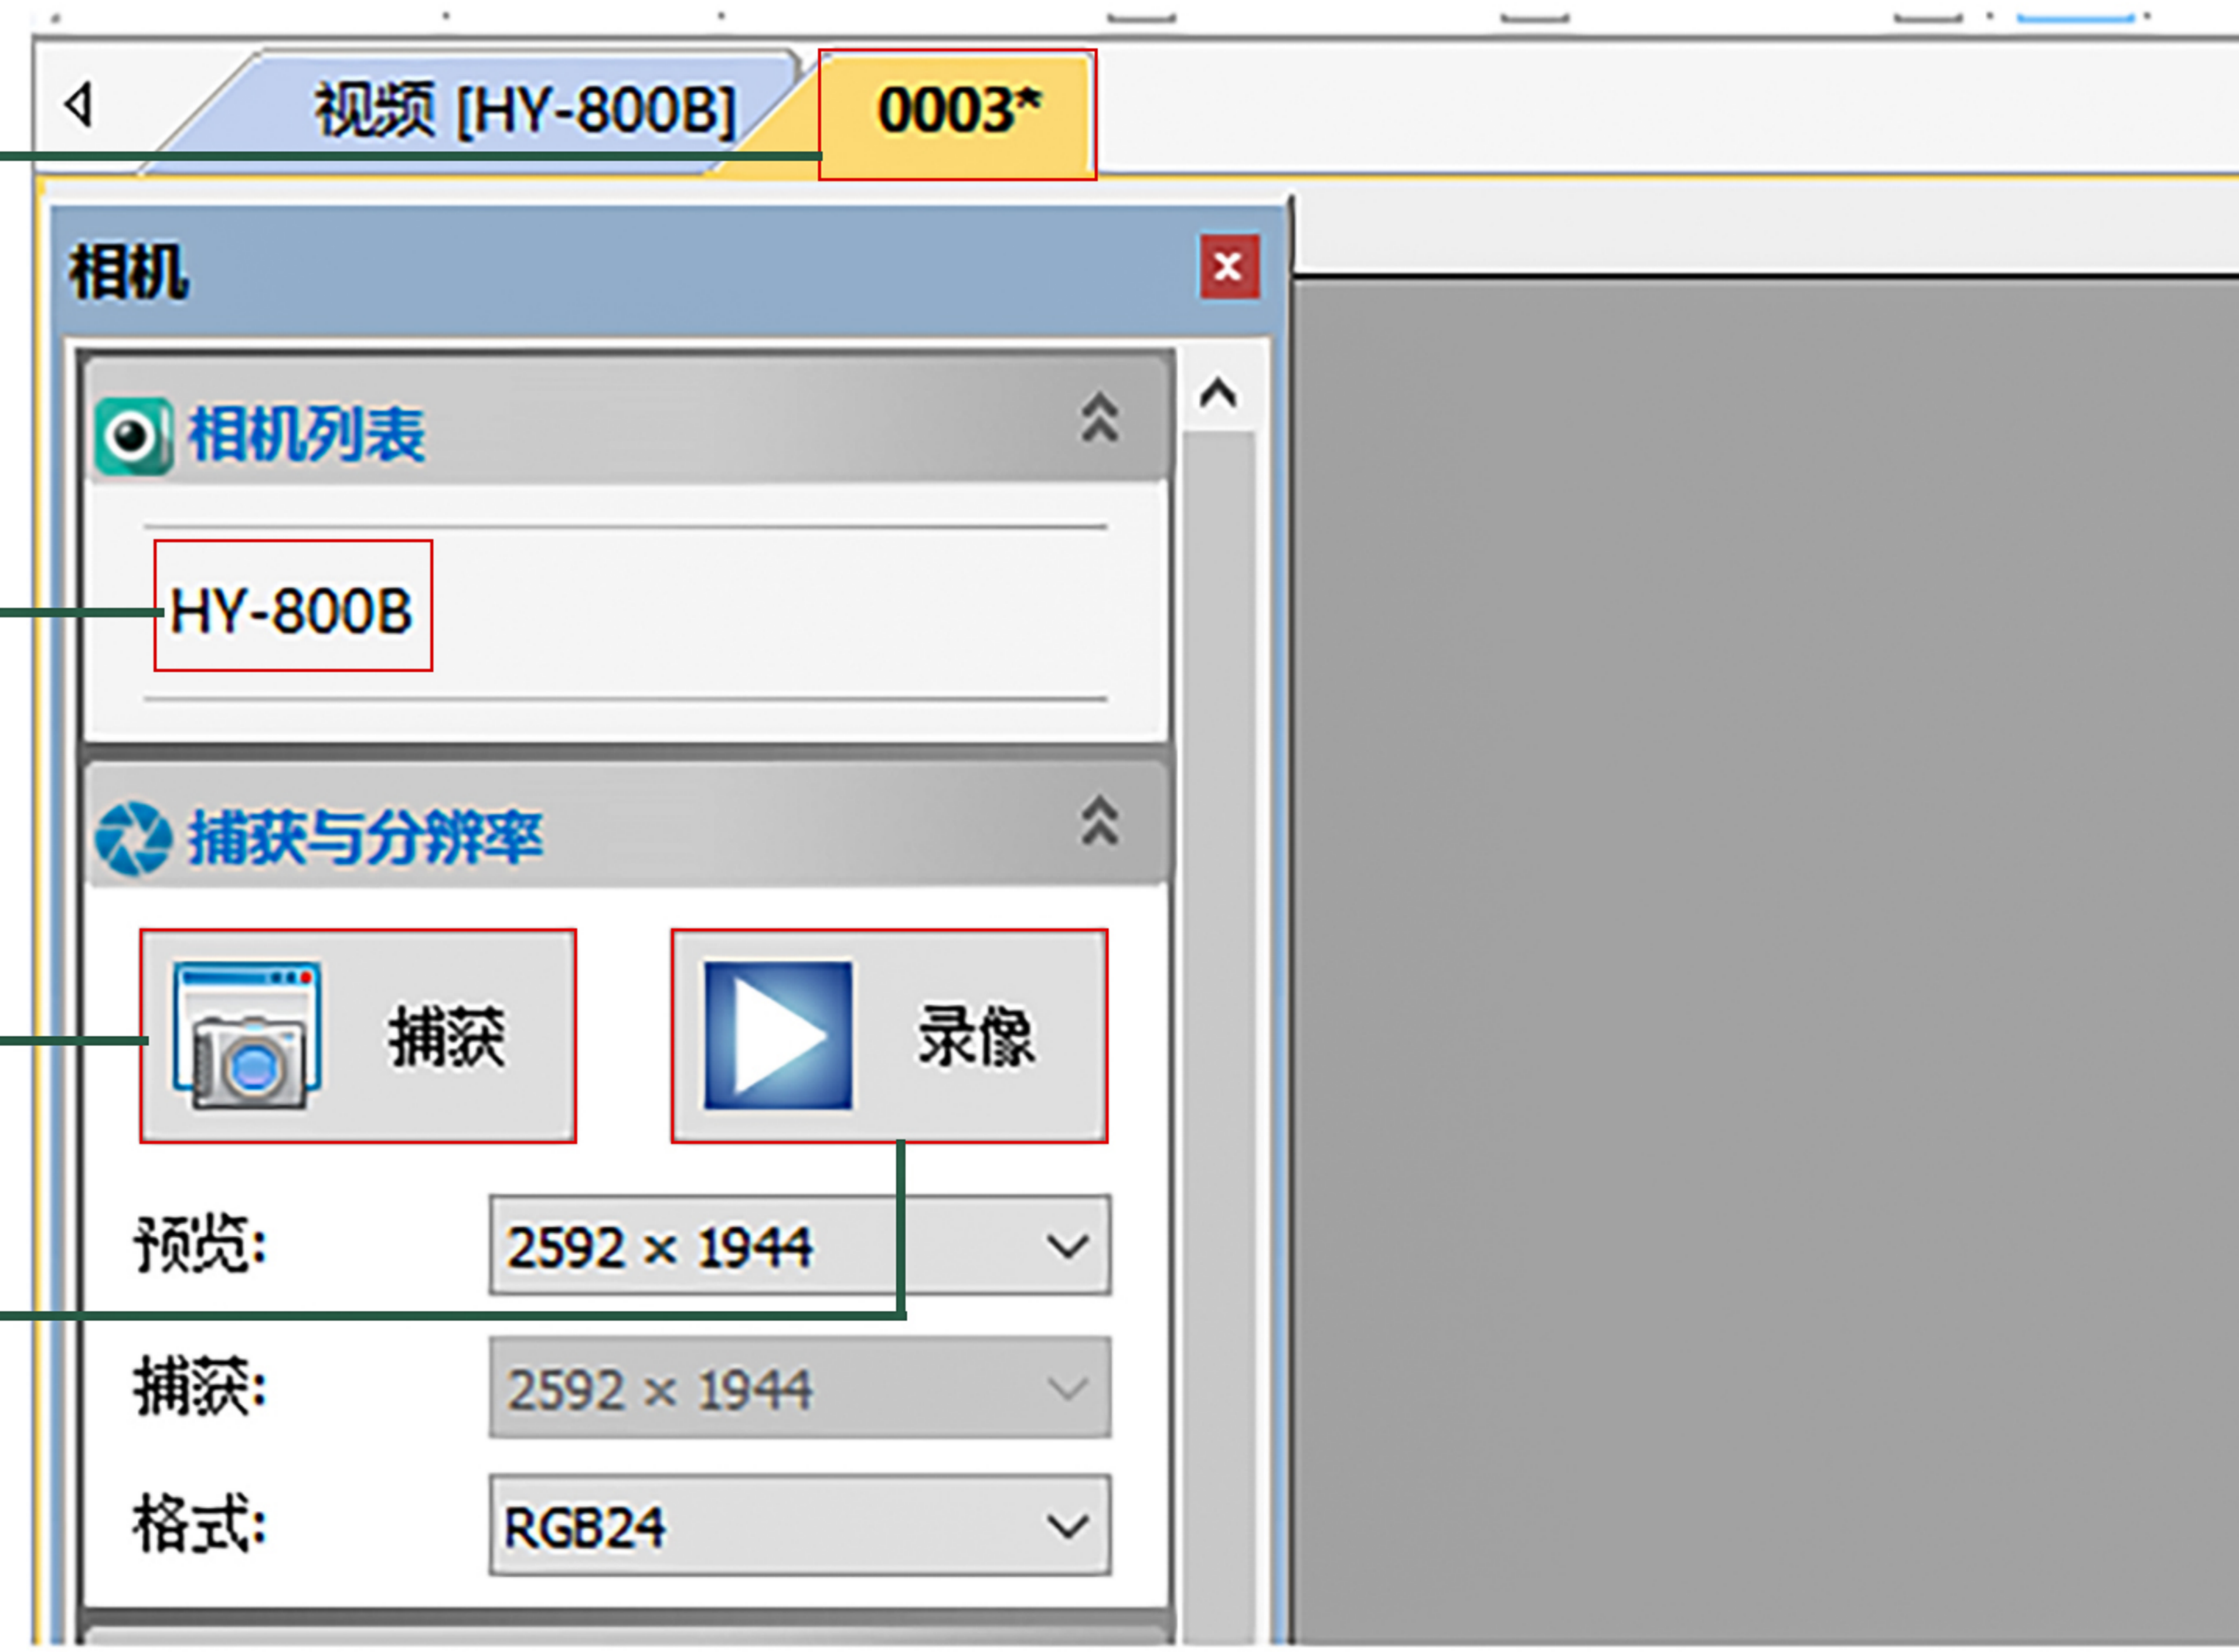 视频 [HY-800B] 0003*
相机
相机列表
HY-800B
捕获与分辨率
捕获 录像
预览: 2592 × 1944
捕获: 2592 × 1944
格式: RGB24